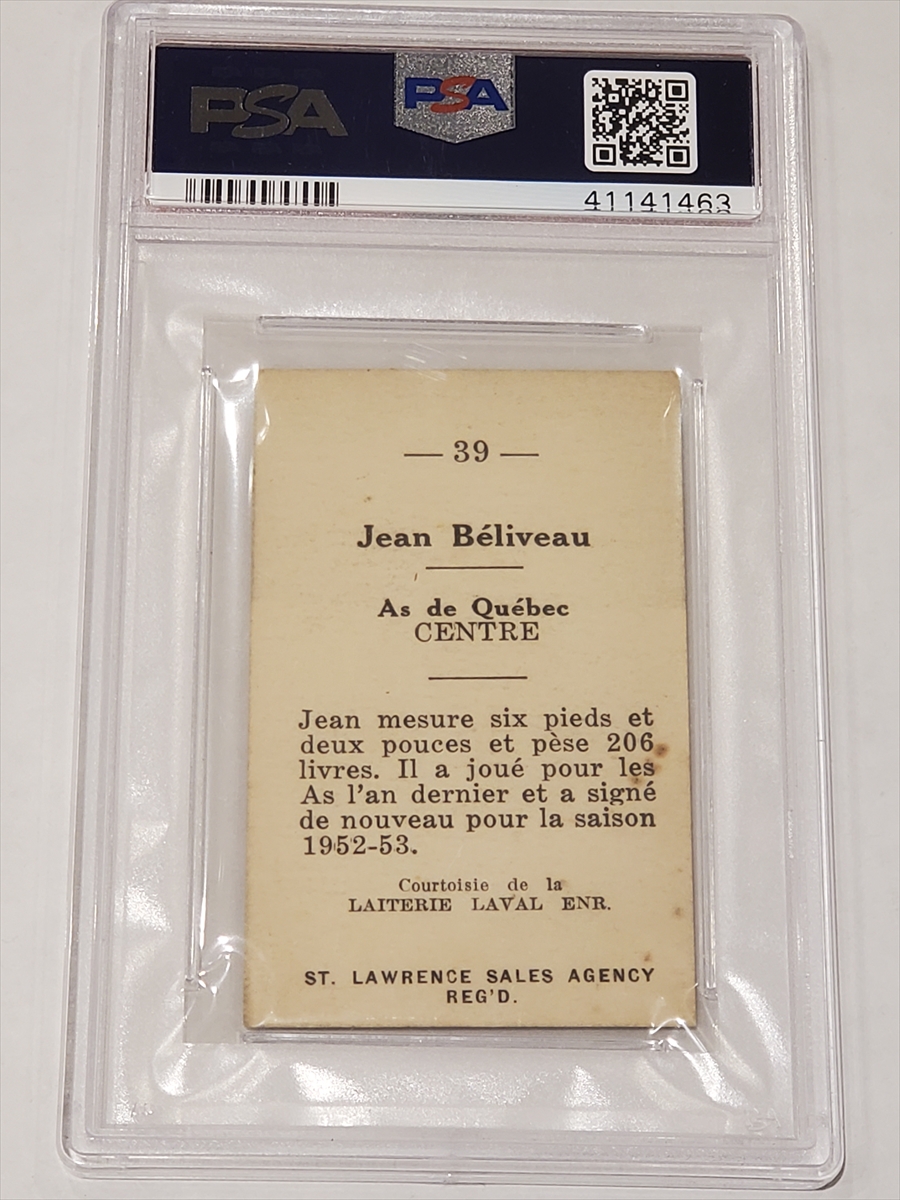 PSA
PSA
41141463
— 39 —
Jean Béliveau
As de Québec
CENTRE
Jean mesure six pieds et
deux pouces et pèse 206
livres. Il a joué pour les
As l'an dernier et a signé
de nouveau pour la saison
1952-53.
Courtoisie de la
LAITERIE LAVAL ENR.
ST. LAWRENCE SALES AGENCY
REG'D.